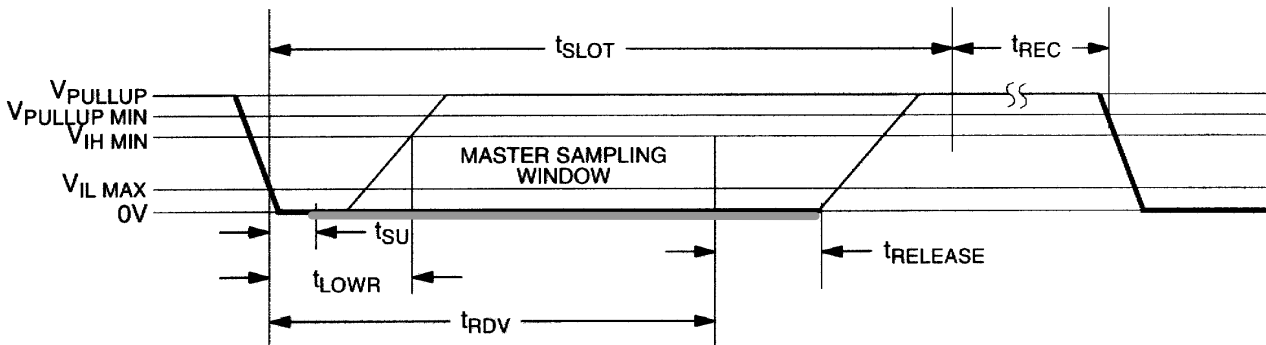 tSLOT
tREC
VPULLUP
VPULLUP MIN
VIH MIN
MASTER SAMPLING
WINDOW
VIL MAX
0V
tSU
tRELEASE
tLOWR
tRDV